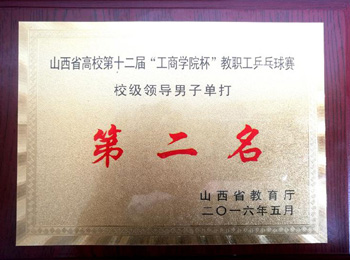 山西省高校第十二届“工商学院杯”教职工乒乓球赛
校级领导男子单打
第二名
山西省教育厅
二〇一六年五月